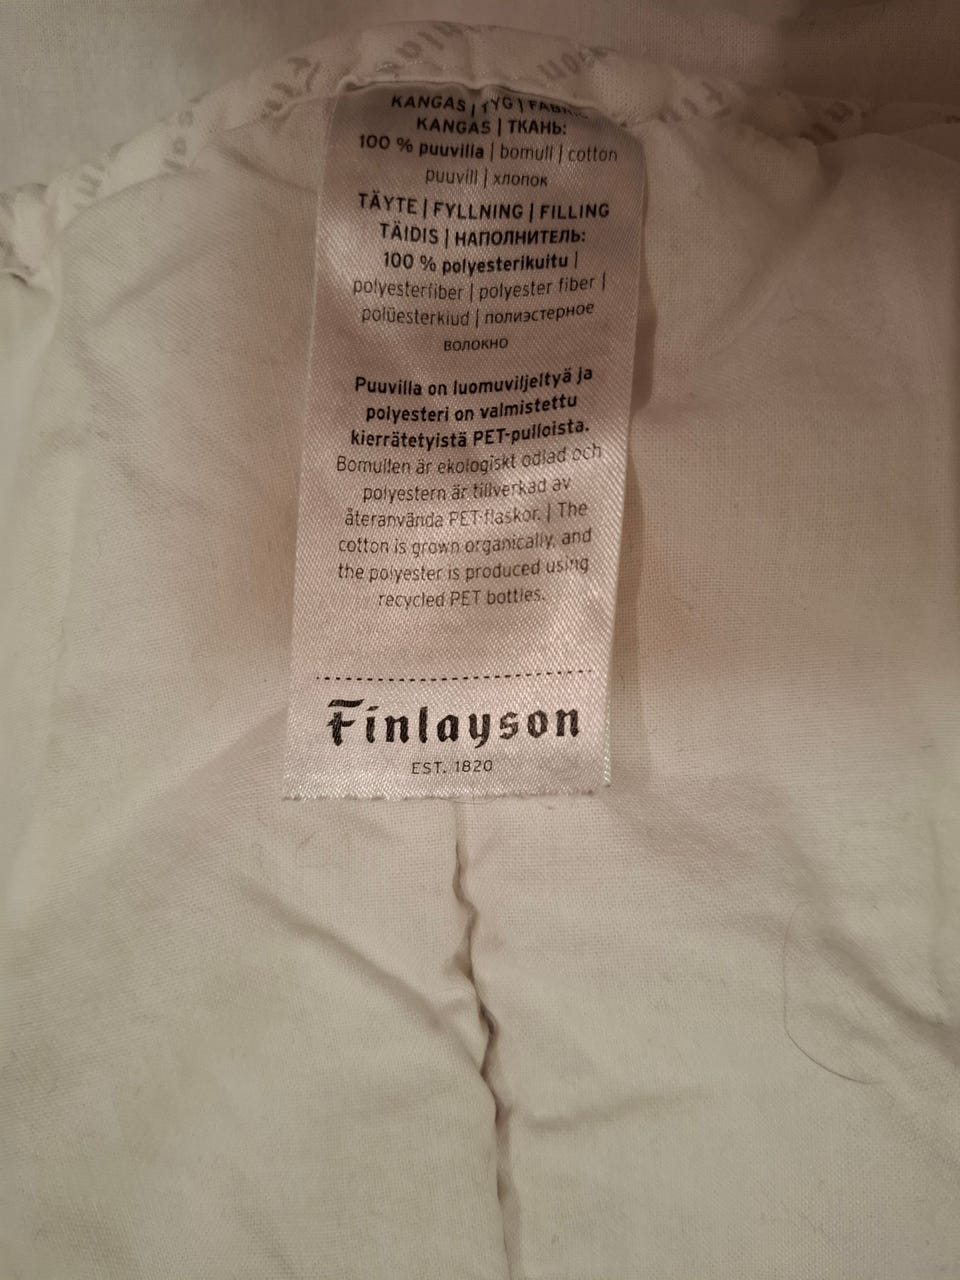 KANGAS | TYG | FABRIC
KANGAS | ТКАНЬ:
100 % puuvilla | bomull | cotton
puuvill | хлопок
TÄYTE | FYLLNING | FILLING
TÄIDIS | НАПОЛНИТЕЛЬ:
100 % polyesterikuitu |
polyesterfiber | polyester fiber |
polüesterkiud | полиэстерное
волокно
Puuvilla on luomuviljeltyä ja
polyesteri on valmistettu
kierrätetyistä PET-pulloista.
Bomullen är ekologiskt odlad och
polyestern är tillverkad av
återanvända PET-flaskor. | The
cotton is grown organically, and
the polyester is produced using
recycled PET bottles.
Finlayson
EST. 1820